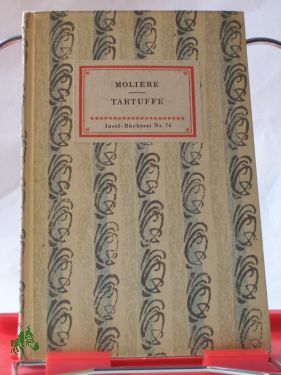 MOLIÈRE
TARTUFFE
Insel-Bücherei Nr. 74